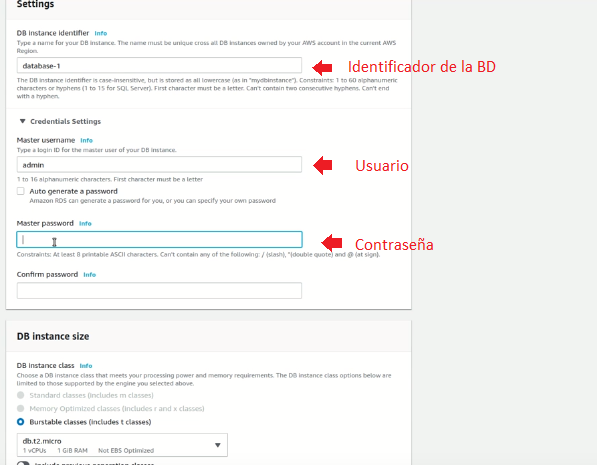 Settings
DB instance identifier Info
Type a name for your DB instance. The name must be unique cross all DB instances owned by your AWS account in the current AWS
Region.
database-1
Identificador de la BD
The DB instance identifier is case-insensitive, but is stored as all lowercase (as in "mydbinstance"). Constraints: 1 to 60 alphanumeric
characters or hyphens (1 to 15 for SQL Server). First character must be a letter. Can't contain two consecutive hyphens. Can't end
with a hyphen.
Credentials Settings
Master username Info
Type a login ID for the master user of your DB instance.
admin
Usuario
1 to 16 alphanumeric characters. First character must be a letter
Auto generate a password
Amazon RDS can generate a password for you, or you can specify your own password
Master password Info
Contraseña
Constraints: At least 8 printable ASCII characters. Can't contain any of the following: / (slash), "(double quote) and @ (at sign).
Confirm password Info
DB instance size
DB instance class Info
Choose a DB instance class that meets your processing power and memory requirements. The DB instance class options below are
limited to those supported by the engine you selected above.
Standard classes (includes m classes)
Memory Optimized classes (includes r and x classes)
Burstable classes (includes t classes)
db.t2.micro
1 vCPUs 1 GiB RAM Not EBS Optimized
Include previous generation classes